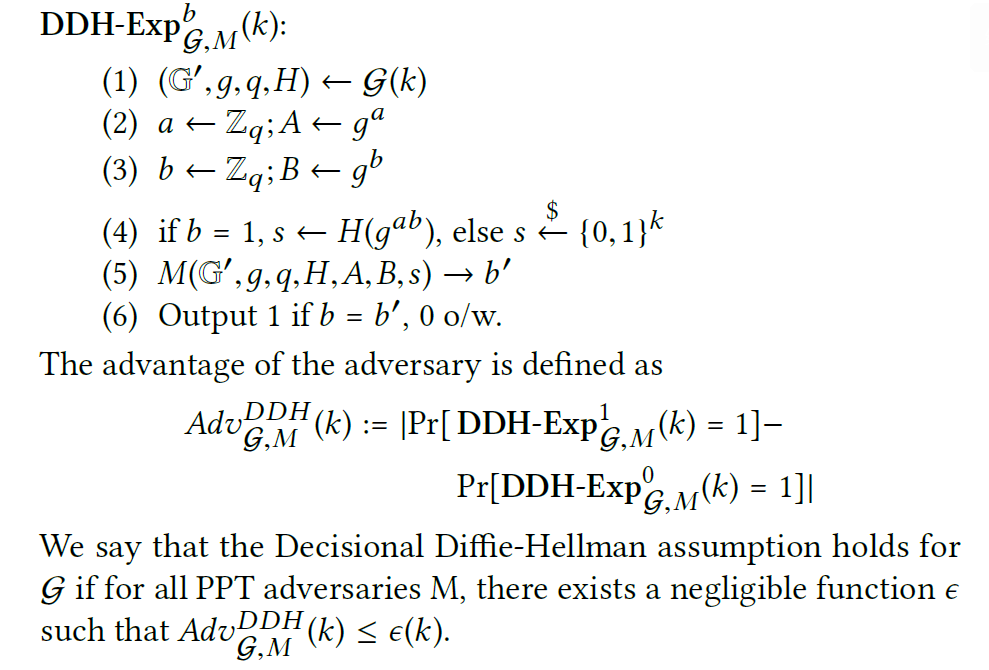 DDH-Exp^b_{𝒢,M}(k):
(1) (𝔾′, g, q, H) ← 𝒢(k)
(2) a ← ℤ_q; A ← g^a
(3) b ← ℤ_q; B ← g^b
(4) if b = 1, s ← H(g^{ab}), else s $← {0, 1}^k
(5) M(𝔾′, g, q, H, A, B, s) → b′
(6) Output 1 if b = b′, 0 o/w.
The advantage of the adversary is defined as
Adv^{DDH}_{𝒢,M}(k) := |Pr[ DDH-Exp^1_{𝒢,M}(k) = 1]−
Pr[DDH-Exp^0_{𝒢,M}(k) = 1]|
We say that the Decisional Diffie-Hellman assumption holds for
𝒢 if for all PPT adversaries M, there exists a negligible function ϵ
such that Adv^{DDH}_{𝒢,M}(k) ≤ ϵ(k).